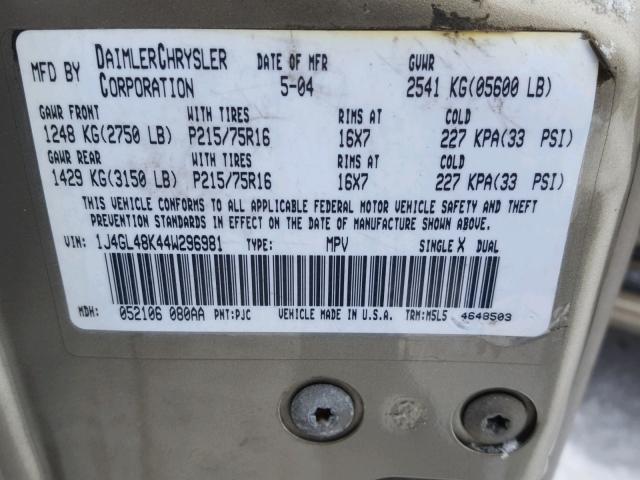 MFD BY DAIMLERCHRYSLER CORPORATION DATE OF MFR 5-04 GVWR 2541 KG(05600 LB)
GAWR FRONT WITH TIRES RIMS AT COLD
1248 KG(2750 LB) P215/75R16 16X7 227 KPA(33 PSI)
GAWR REAR WITH TIRES RIMS AT COLD
1429 KG(3150 LB) P215/75R16 16X7 227 KPA(33 PSI)
THIS VEHICLE CONFORMS TO ALL APPLICABLE FEDERAL MOTOR VEHICLE SAFETY AND THEFT
PREVENTION STANDARDS IN EFFECT ON THE DATE OF MANUFACTURE SHOWN ABOVE.
VIN: 1J4GL48K44W296981 TYPE: MPV SINGLE X DUAL
MDH: 052106 080AA PNT:PJC VEHICLE MADE IN U.S.A. TRM:M5L5 4648503